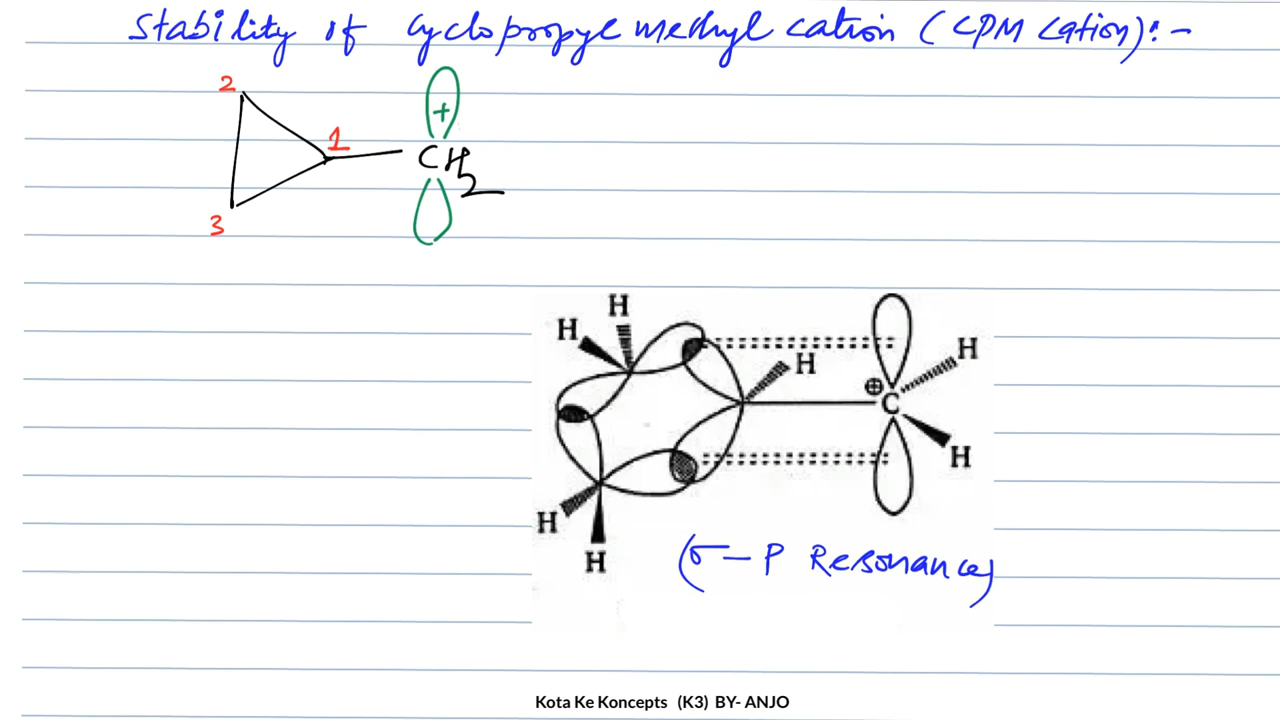 Stability of cyclopropyl methyl cation (CPM Cation):-
2
1
+
CH2
3
H
H
H
H
⊕
C
H
H
H
(σ-P Resonance)
Kota Ke Koncepts (K3) BY- ANJO